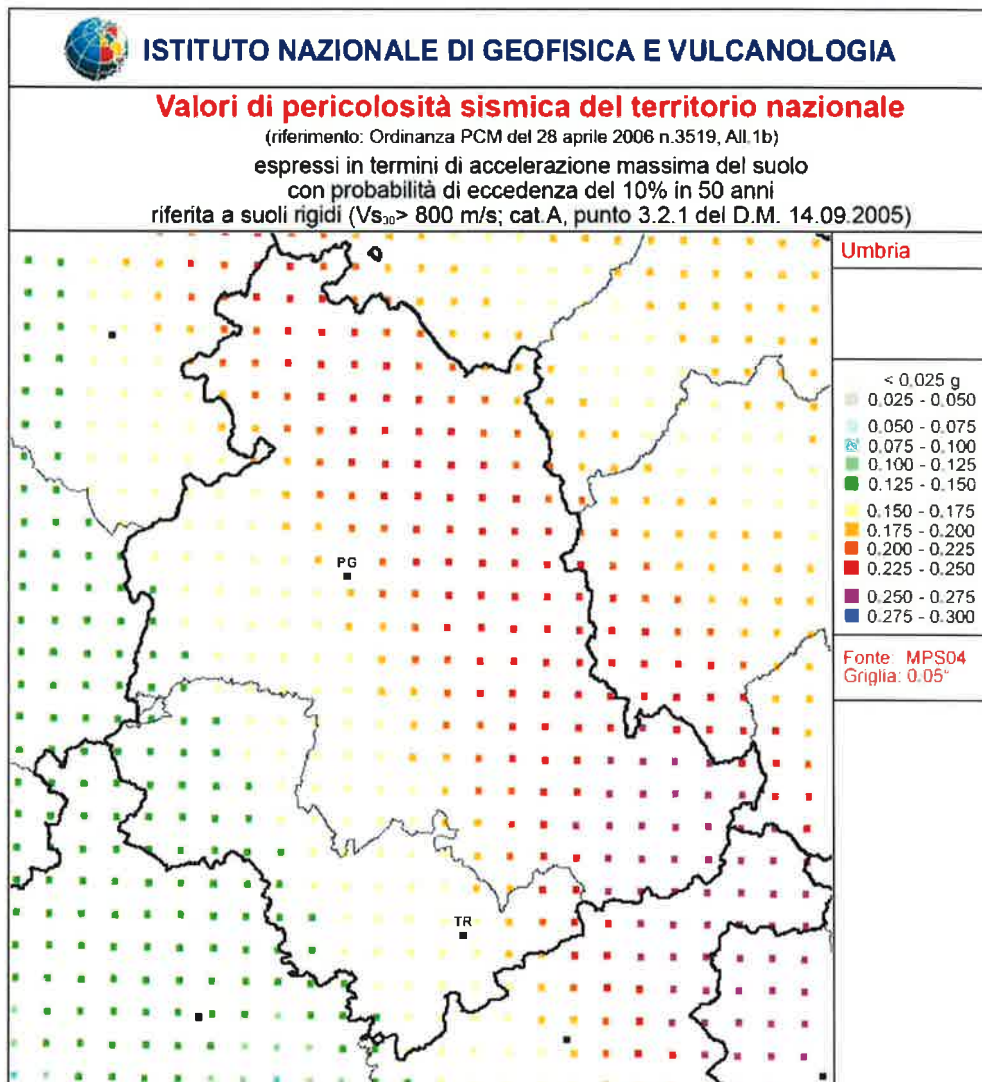 ISTITUTO NAZIONALE DI GEOFISICA E VULCANOLOGIA
Valori di pericolosità sismica del territorio nazionale
(riferimento: Ordinanza PCM del 28 aprile 2006 n.3519, All.1b)
espressi in termini di accelerazione massima del suolo
con probabilità di eccedenza del 10% in 50 anni
riferita a suoli rigidi (Vs₃₀> 800 m/s; cat.A, punto 3.2.1 del D.M. 14.09.2005)
Umbria
< 0.025 g
0.025 - 0.050
0.050 - 0.075
0.075 - 0.100
0.100 - 0.125
0.125 - 0.150
0.150 - 0.175
0.175 - 0.200
0.200 - 0.225
0.225 - 0.250
0.250 - 0.275
0.275 - 0.300
Fonte: MPS04
Griglia: 0.05°
PG
TR